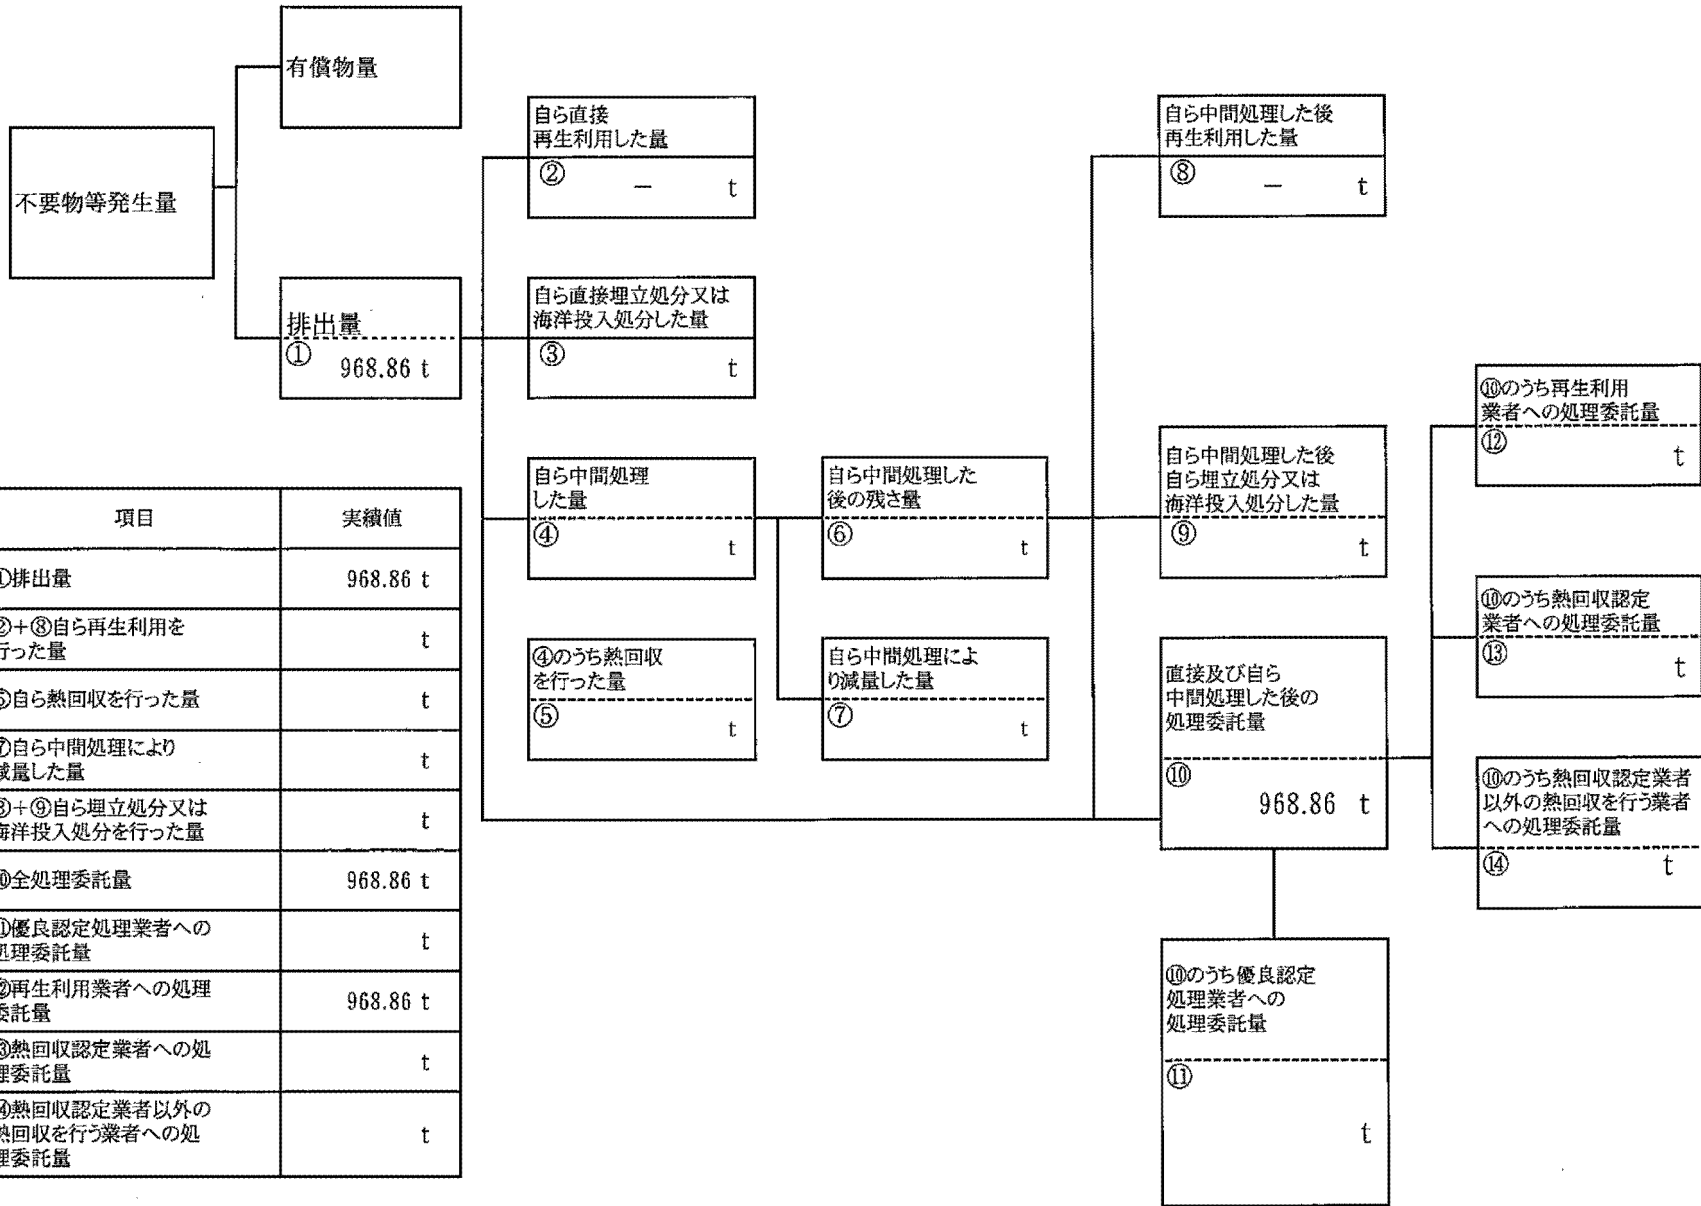 有償物量
不要物等発生量
排出量
① 968.86 t
自ら直接
再生利用した量
② － t
自ら直接埋立処分又は
海洋投入処分した量
③ t
自ら中間処理
した量
④ t
④のうち熱回収
を行った量
⑤ t
自ら中間処理した
後の残さ量
⑥ t
自ら中間処理によ
り減量した量
⑦ t
自ら中間処理した後
再生利用した量
⑧ － t
自ら中間処理した後
自ら埋立処分又は
海洋投入処分した量
⑨ t
直接及び自ら
中間処理した後の
処理委託量
⑩
968.86 t
⑩のうち優良認定
処理業者への
処理委託量
⑪
t
⑩のうち再生利用
業者への処理委託量
⑫ t
⑩のうち熱回収認定
業者への処理委託量
⑬ t
⑩のうち熱回収認定業者
以外の熱回収を行う業者
への処理委託量
⑭ t
項目 実績値
①排出量 968.86 t
②+⑧自ら再生利用を
行った量 t
⑤自ら熱回収を行った量 t
⑦自ら中間処理により
減量した量 t
③+⑨自ら埋立処分又は
海洋投入処分を行った量 t
⑩全処理委託量 968.86 t
⑪優良認定処理業者への
処理委託量 t
⑫再生利用業者への処理
委託量 968.86 t
⑬熱回収認定業者への処
理委託量 t
⑭熱回収認定業者以外の
熱回収を行う業者への処
理委託量 t